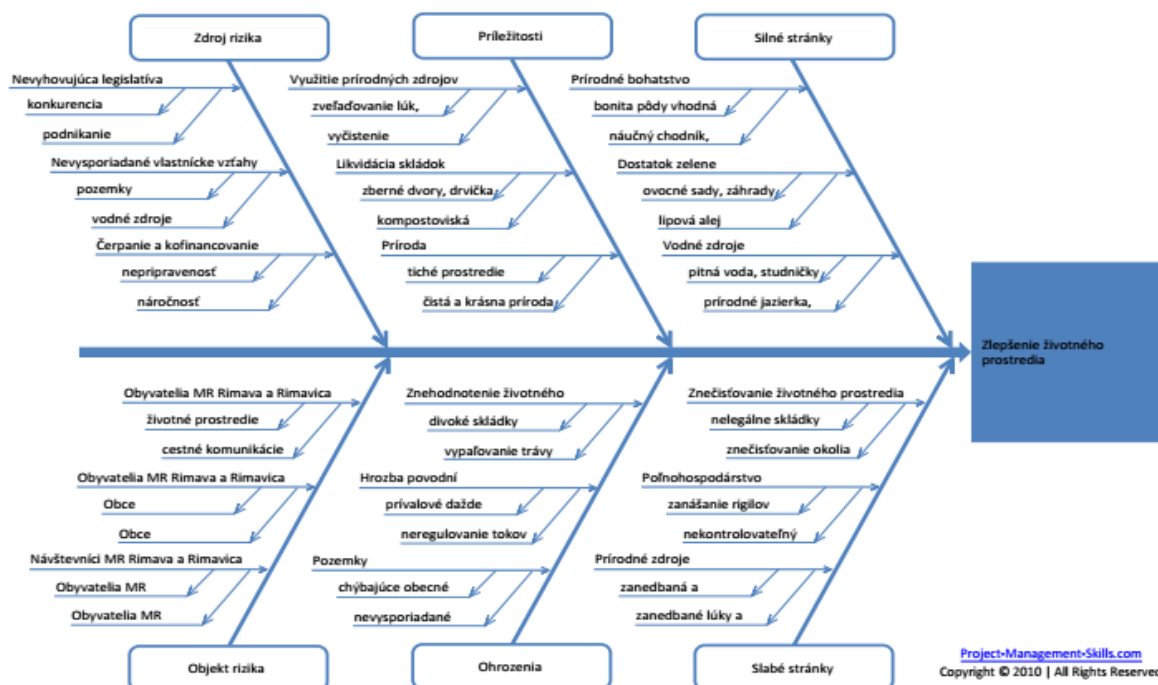 Zdroj rizika
Nevyhovujúca legislatíva
konkurencia
podnikanie
Nevysporiadané vlastnícke vzťahy
pozemky
vodné zdroje
Čerpanie a kofinancovanie
nepripravenosť
náročnosť
Príležitosti
Využitie prírodných zdrojov
zveľaďovanie lúk,
vyčistenie
Likvidácia skládok
zberné dvory, drvička
kompostoviská
Príroda
tiché prostredie
čistá a krásna príroda
Silné stránky
Prírodné bohatstvo
bonita pôdy vhodná
náučný chodník,
Dostatok zelene
ovocné sady, záhrady
lipová alej
Vodné zdroje
pitná voda, studničky
prírodné jazierka,
Zlepšenie životného
prostredia
Obyvatelia MR Rimava a Rimavica
životné prostredie
cestné komunikácie
Obyvatelia MR Rimava a Rimavica
Obce
Obce
Návštevníci MR Rimava a Rimavica
Obyvatelia MR
Obyvatelia MR
Objekt rizika
Znehodnotenie životného
divoké skládky
vypaľovanie trávy
Hrozba povodní
prívalové dažde
neregulovanie tokov
Pozemky
chýbajúce obecné
nevysporiadané
Ohrozenia
Znečisťovanie životného prostredia
nelegálne skládky
znečisťovanie okolia
Poľnohospodárstvo
zanášanie rigilov
nekontrolovateľný
Prírodné zdroje
zanedbaná a
zanedbané lúky a
Slabé stránky
Project-Management-Skills.com
Copyright © 2010 | All Rights Reserved